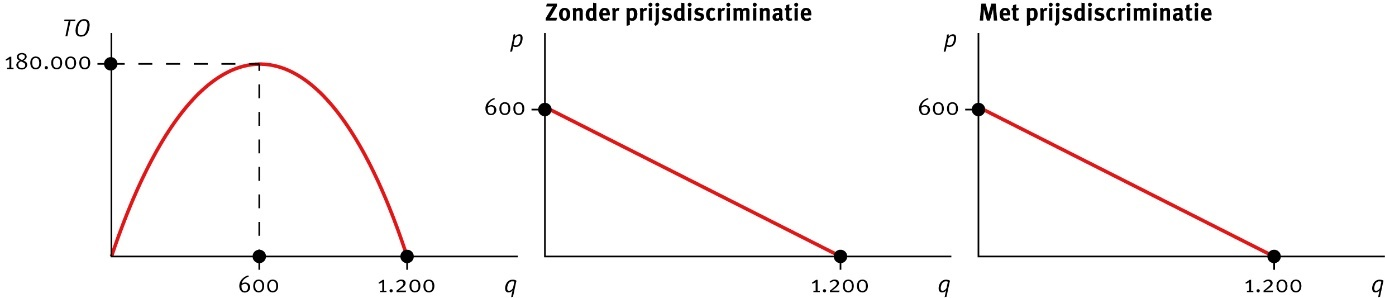 TO
180.000
600
1.200
q
Zonder prijsdiscriminatie
p
600
1.200
q
Met prijsdiscriminatie
p
600
1.200
q